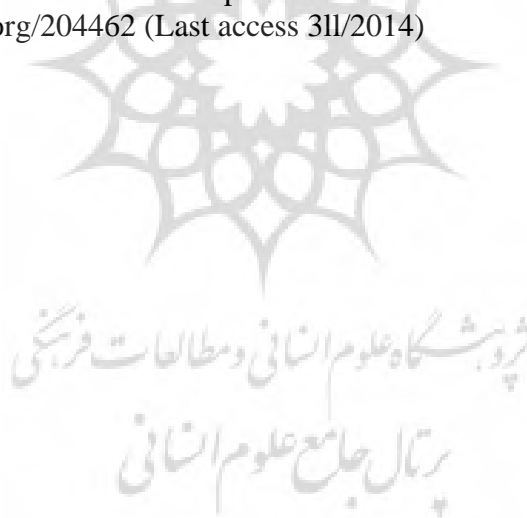 org/204462 (Last access 3ll/2014)
پژوهشگاه علوم انسانی و مطالعات فرهنگی
پرتال جامع علوم انسانی